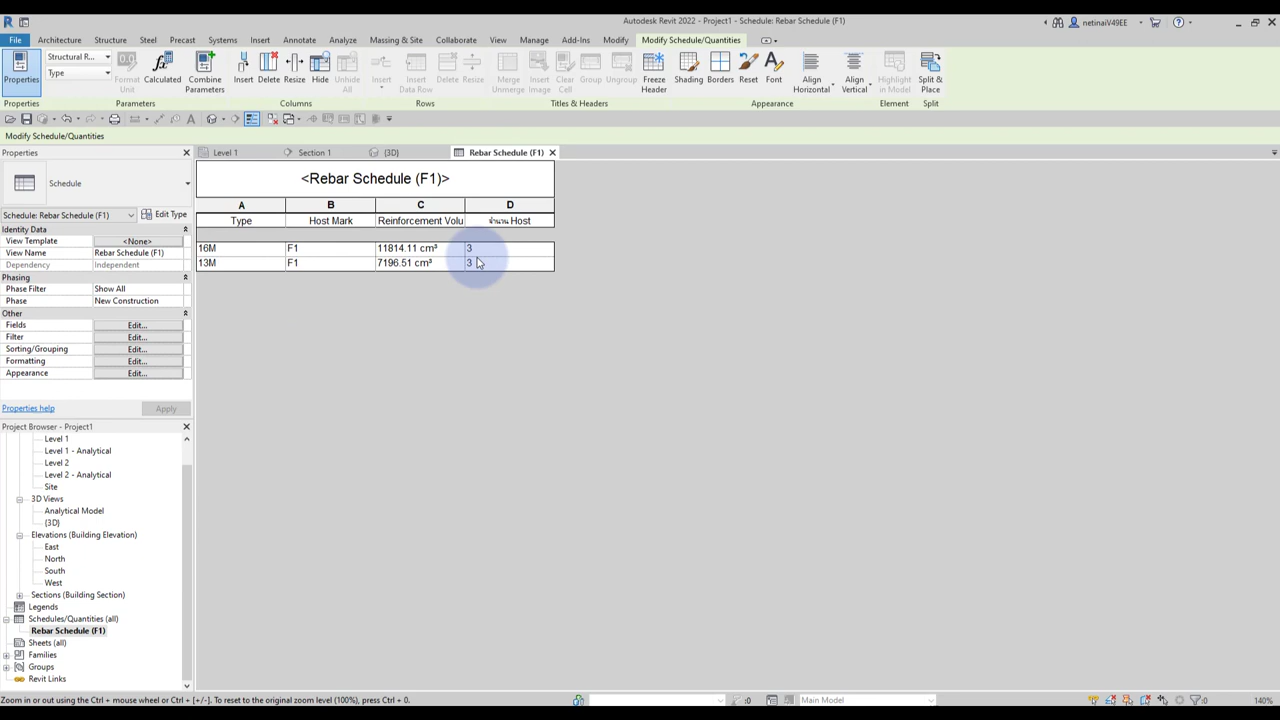 Autodesk Revit 2022 - Project1 - Schedule: Rebar Schedule (F1)
netinaiV49EE
File Architecture Structure Steel Precast Systems Insert Annotate Analyze Massing & Site Collaborate View Manage Add-Ins Modify Modify Schedule/Quantities
Properties
Structural R...
Type
Format Unit
Calculated
Combine Parameters
Insert
Delete
Resize
Hide
Unhide All
Insert
Insert Data Row
Delete
Resize
Merge Unmerge
Insert Image
Clear Cell
Group
Ungroup
Freeze Header
Shading
Borders
Reset
Font
Align Horizontal
Align Vertical
Highlight in Model
Split & Place
Properties Parameters Columns Rows Titles & Headers Appearance Element Split
Modify Schedule/Quantities
Properties
Level 1
Section 1
{3D}
Rebar Schedule (F1)
Schedule
Schedule: Rebar Schedule (F1)
Edit Type
Identity Data
View Template <None>
View Name Rebar Schedule (F1)
Dependency Independent
Phasing
Phase Filter Show All
Phase New Construction
Other
Fields Edit...
Filter Edit...
Sorting/Grouping Edit...
Formatting Edit...
Appearance Edit...
Properties help
Apply
<Rebar Schedule (F1)>
A B C D
Type Host Mark Reinforcement Volu จำนวน Host
16M F1 11814.11 cm³ 3
13M F1 7196.51 cm³ 3
Project Browser - Project1
Level 1
Level 1 - Analytical
Level 2
Level 2 - Analytical
Site
3D Views
Analytical Model
{3D}
Elevations (Building Elevation)
East
North
South
West
Sections (Building Section)
Legends
Schedules/Quantities (all)
Rebar Schedule (F1)
Sheets (all)
Families
Groups
Revit Links
Zoom in or out using the Ctrl + mouse wheel or Ctrl + [+/-]. To reset to the original zoom level (100%), press Ctrl + 0.
:0
Main Model
:0
140%